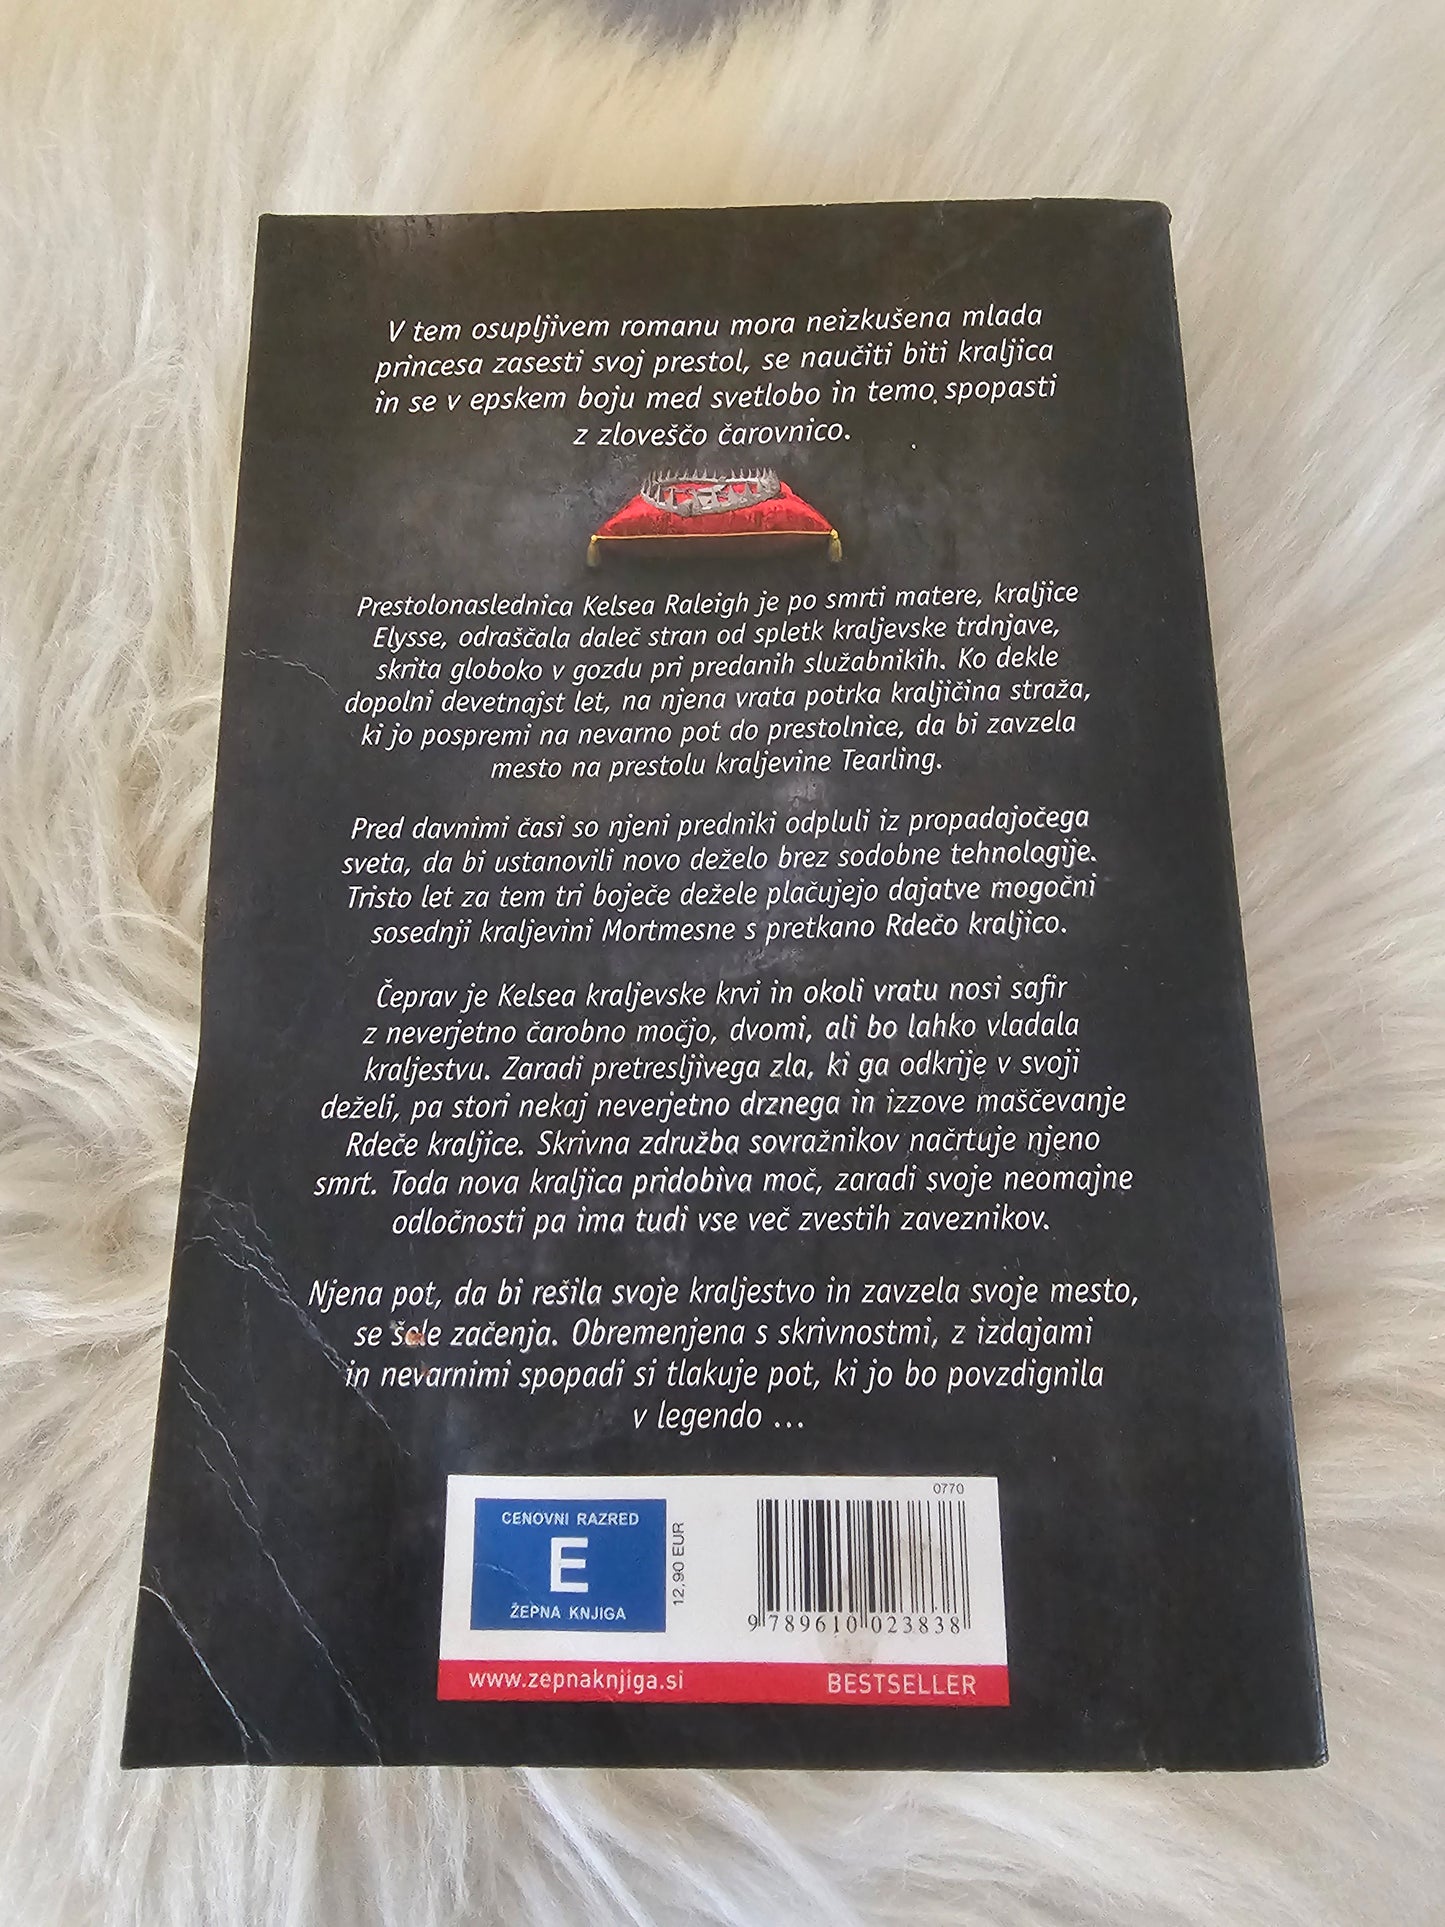 V tem osupljivem romanu mora neizkušena mlada
princesa zasesti svoj prestol, se naučiti biti kraljica
in se v epskem boju med svetlobo in temo spopasti
z zloveščo čarovnico.
Prestolonaslednica Kelsea Raleigh je po smrti matere, kraljice
Elysse, odraščala daleč stran od spletk kraljevske trdnjave,
skrita globoko v gozdu pri predanih služabnikih. Ko dekle
dopolni devetnajst let, na njena vrata potrka kraljičina straža,
ki jo pospremi na nevarno pot do prestolnice, da bi zavzela
mesto na prestolu kraljevine Tearling.
Pred davnimi časi so njeni predniki odpluli iz propadajočega
sveta, da bi ustanovili novo deželo brez sodobne tehnologije.
Tristo let za tem tri boječe dežele plačujejo dajatve mogočni
sosednji kraljevini Mortmesne s pretkano Rdečo kraljico.
Čeprav je Kelsea kraljevske krvi in okoli vratu nosi safir
z neverjetno čarobno močjo, dvomi, ali bo lahko vladala
kraljestvu. Zaradi pretresljivega zla, ki ga odkrije v svoji
deželi, pa stori nekaj neverjetno drznega in izzove maščevanje
Rdeče kraljice. Skrivna združba sovražnikov načrtuje njeno
smrt. Toda nova kraljica pridobiva moč, zaradi svoje neomajne
odločnosti pa ima tudi vse več zvestih zaveznikov.
Njena pot, da bi rešila svoje kraljestvo in zavzela svoje mesto,
se šele začenja. Obremenjena s skrivnostmi, z izdajami
in nevarnimi spopadi si tlakuje pot, ki jo bo povzdignila
v legendo ...
CENOVNI RAZRED
E
ŽEPNA KNJIGA
12,90 EUR
0770
9 789610 023838
www.zepnaknjiga.si
BESTSELLER